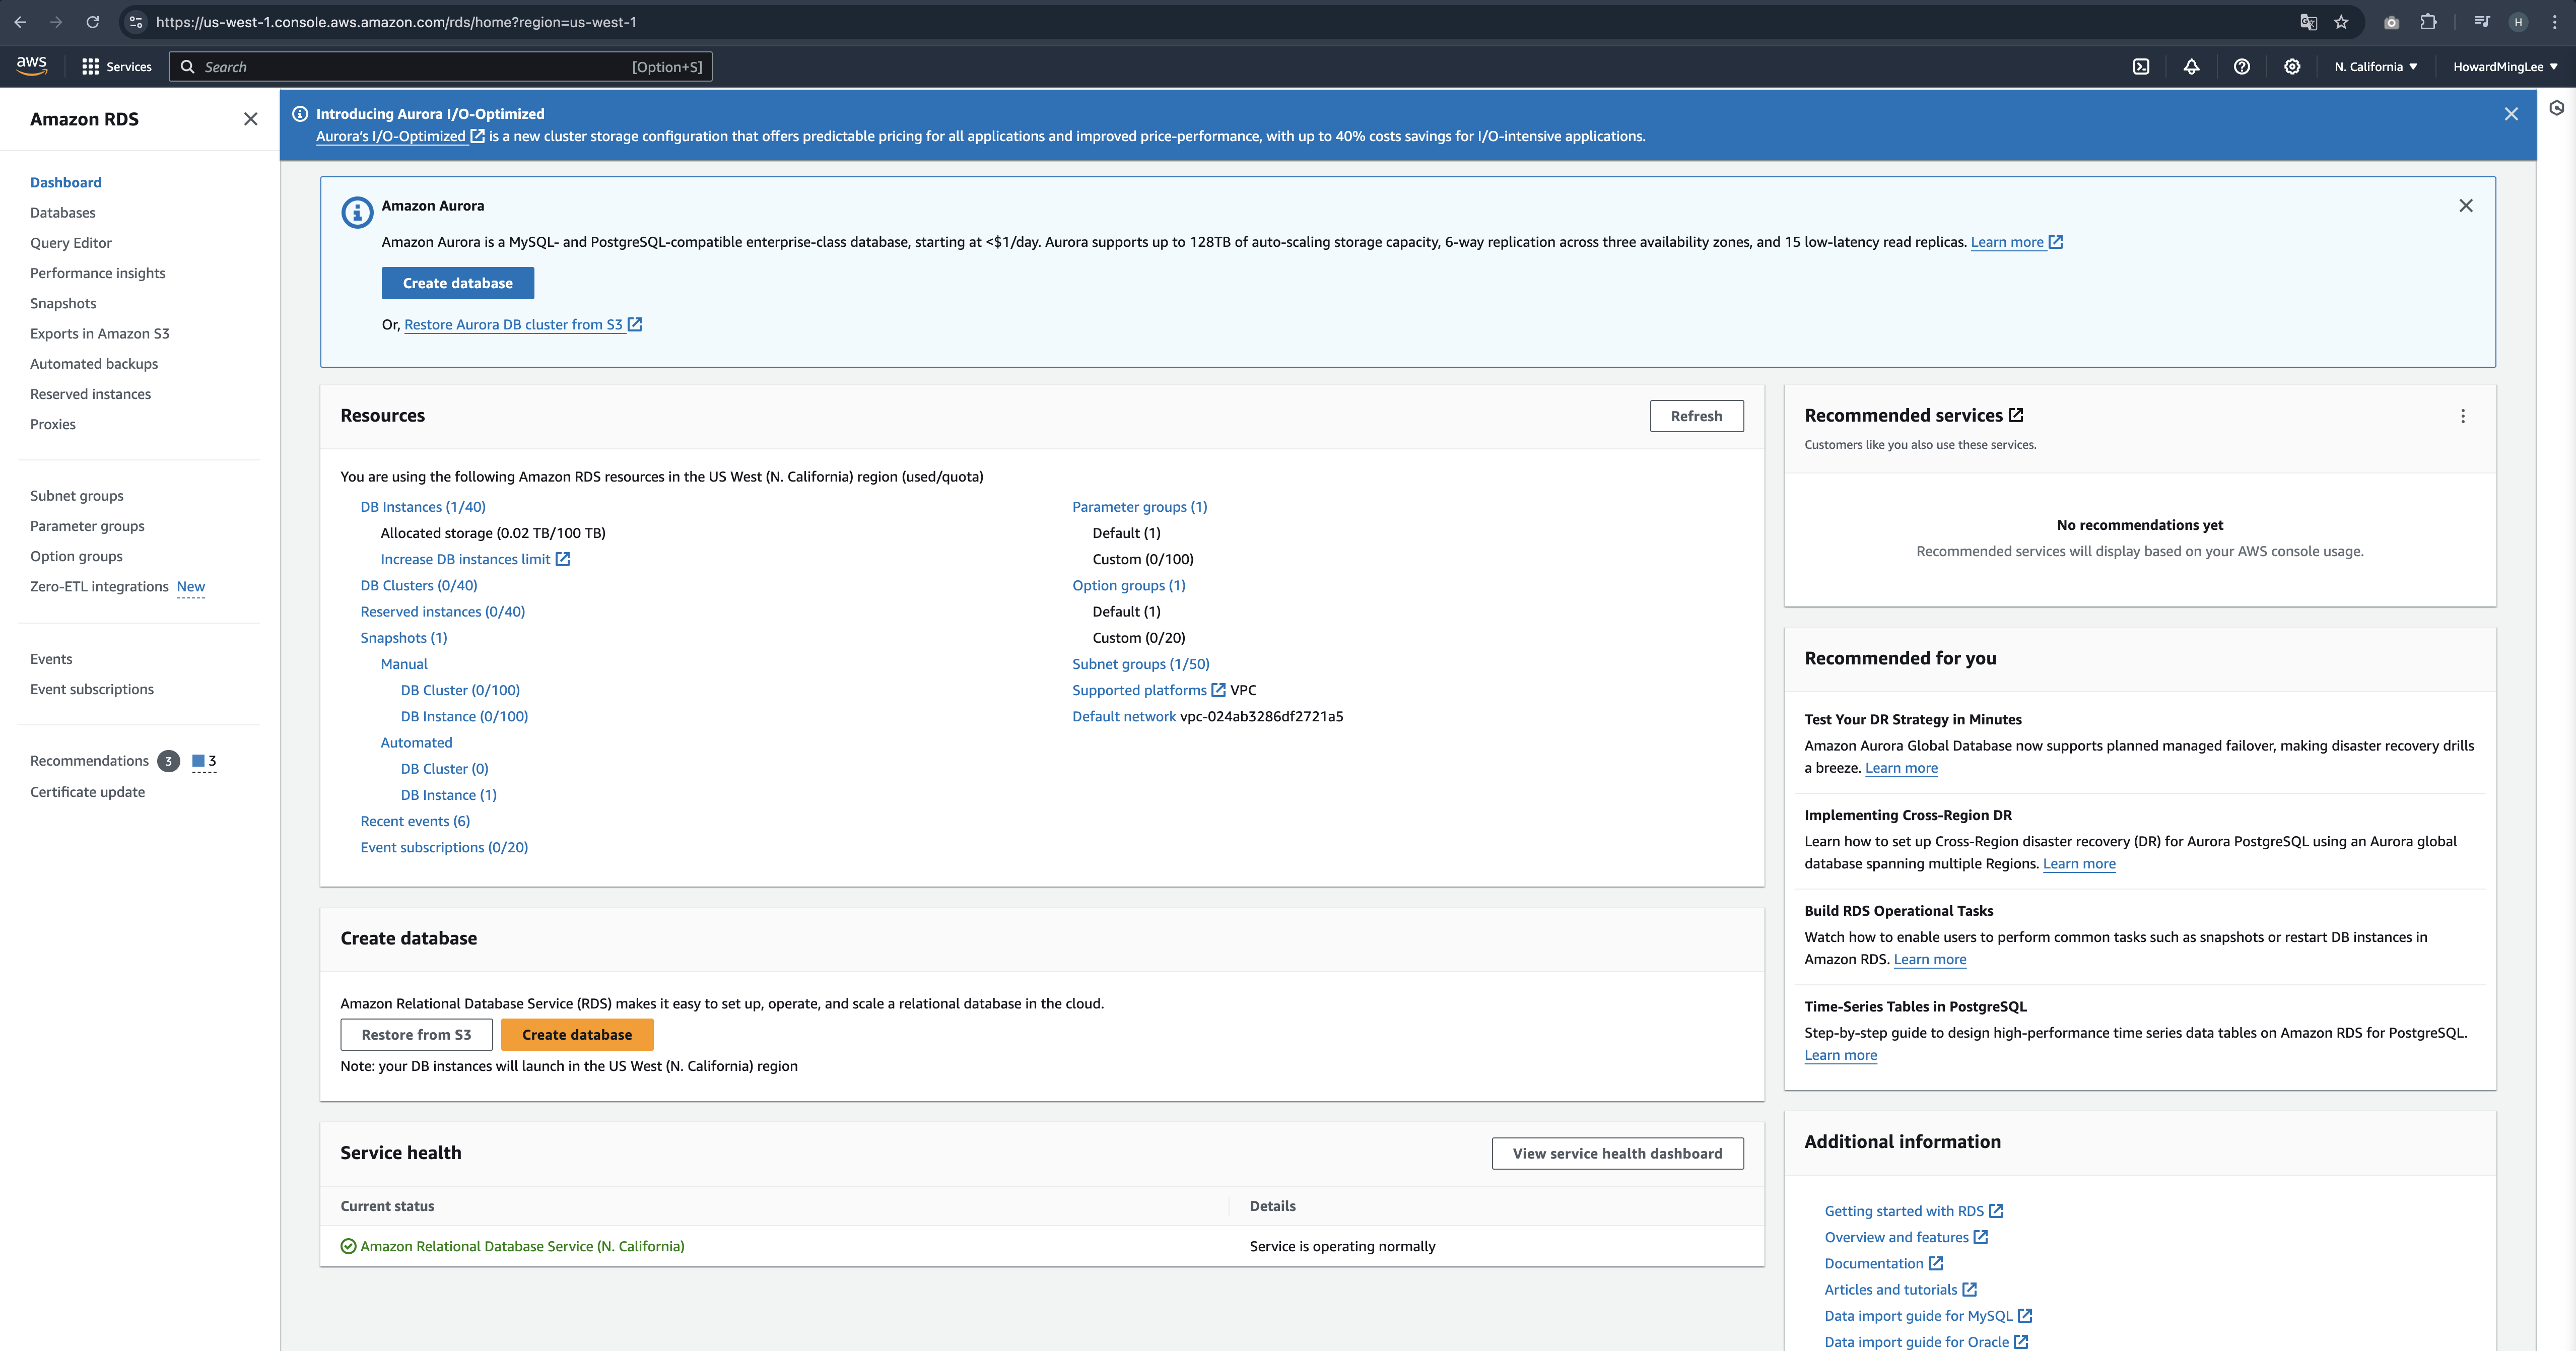 https://us-west-1.console.aws.amazon.com/rds/home?region=us-west-1
H
aws
Services
Search
[Option+S]
N. California
HowardMingLee
Amazon RDS
Dashboard
Databases
Query Editor
Performance insights
Snapshots
Exports in Amazon S3
Automated backups
Reserved instances
Proxies
Subnet groups
Parameter groups
Option groups
Zero-ETL integrations New
Events
Event subscriptions
Recommendations 3 3
Certificate update
Introducing Aurora I/O-Optimized
Aurora's I/O-Optimized is a new cluster storage configuration that offers predictable pricing for all applications and improved price-performance, with up to 40% costs savings for I/O-intensive applications.
Amazon Aurora
Amazon Aurora is a MySQL- and PostgreSQL-compatible enterprise-class database, starting at <$1/day. Aurora supports up to 128TB of auto-scaling storage capacity, 6-way replication across three availability zones, and 15 low-latency read replicas. Learn more
Create database
Or, Restore Aurora DB cluster from S3
Resources
Refresh
You are using the following Amazon RDS resources in the US West (N. California) region (used/quota)
DB Instances (1/40)
Allocated storage (0.02 TB/100 TB)
Increase DB instances limit
DB Clusters (0/40)
Reserved instances (0/40)
Snapshots (1)
Manual
DB Cluster (0/100)
DB Instance (0/100)
Automated
DB Cluster (0)
DB Instance (1)
Recent events (6)
Event subscriptions (0/20)
Parameter groups (1)
Default (1)
Custom (0/100)
Option groups (1)
Default (1)
Custom (0/20)
Subnet groups (1/50)
Supported platforms VPC
Default network vpc-024ab3286df2721a5
Create database
Amazon Relational Database Service (RDS) makes it easy to set up, operate, and scale a relational database in the cloud.
Restore from S3
Create database
Note: your DB instances will launch in the US West (N. California) region
Service health
View service health dashboard
Current status
Details
Amazon Relational Database Service (N. California)
Service is operating normally
Recommended services
Customers like you also use these services.
No recommendations yet
Recommended services will display based on your AWS console usage.
Recommended for you
Test Your DR Strategy in Minutes
Amazon Aurora Global Database now supports planned managed failover, making disaster recovery drills
a breeze. Learn more
Implementing Cross-Region DR
Learn how to set up Cross-Region disaster recovery (DR) for Aurora PostgreSQL using an Aurora global
database spanning multiple Regions. Learn more
Build RDS Operational Tasks
Watch how to enable users to perform common tasks such as snapshots or restart DB instances in
Amazon RDS. Learn more
Time-Series Tables in PostgreSQL
Step-by-step guide to design high-performance time series data tables on Amazon RDS for PostgreSQL.
Learn more
Additional information
Getting started with RDS
Overview and features
Documentation
Articles and tutorials
Data import guide for MySQL
Data import guide for Oracle